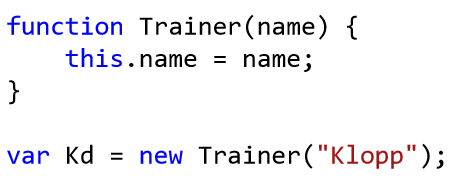 function Trainer(name) {
    this.name = name;
}
var Kd = new Trainer("Klopp");